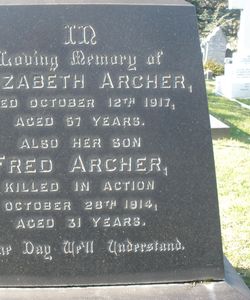 IN
Loving Memory of
IZABETH ARCHER,
ED OCTOBER 12TH 1917,
AGED 57 YEARS.
ALSO HER SON
FRED ARCHER,
KILLED IN ACTION
OCTOBER 28TH 1914,
AGED 31 YEARS.
ne Day We'll Understand.